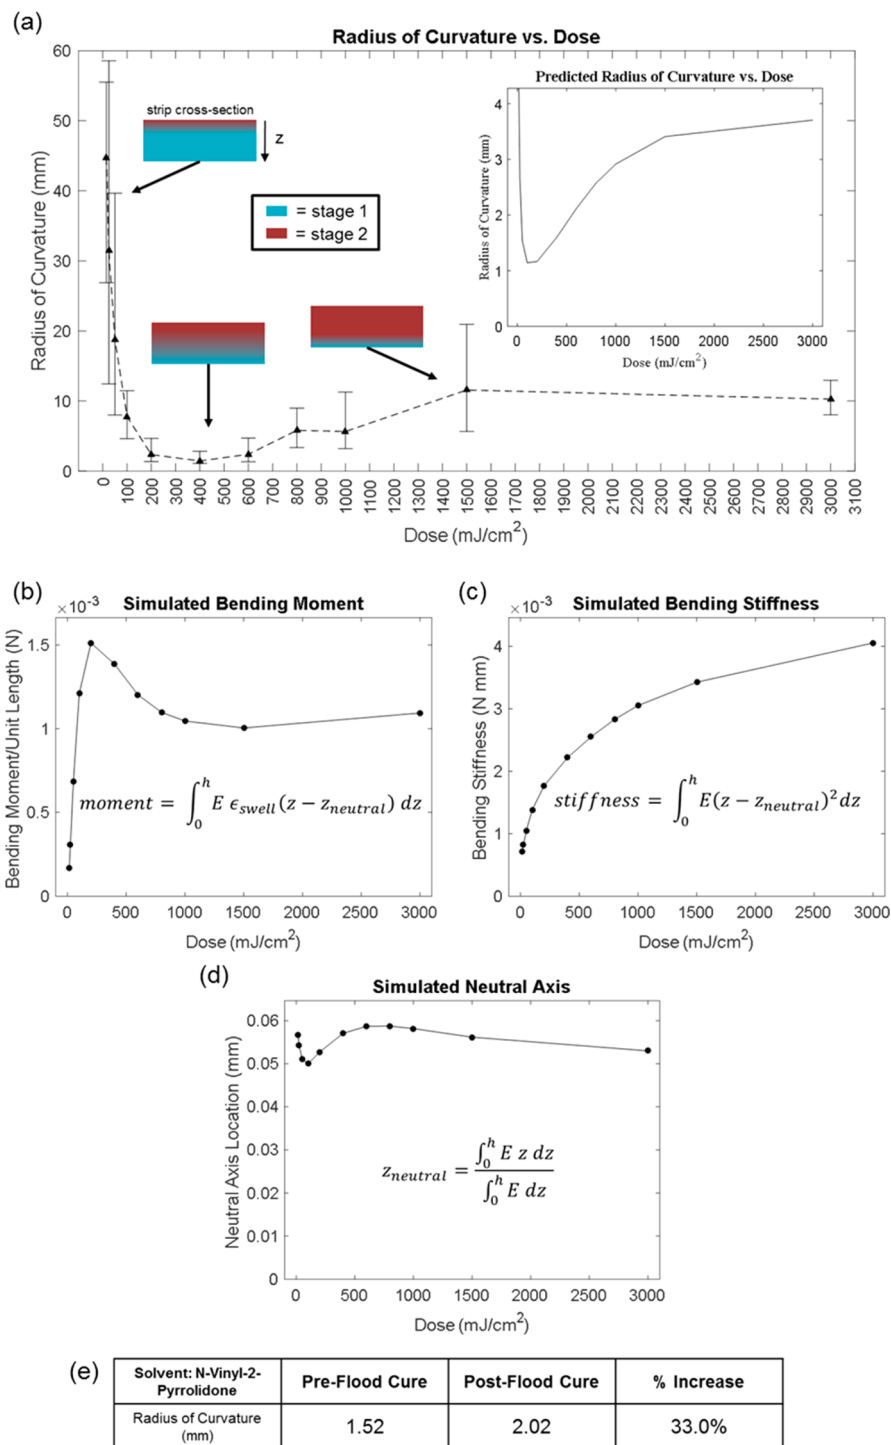 (a)
Radius of Curvature vs. Dose
60
50
40
30
20
10
0
Radius of Curvature (mm)
strip cross-section
z
= stage 1
= stage 2
Predicted Radius of Curvature vs. Dose
4
3
2
1
0
Radius of Curvature (mm)
0 500 1000 1500 2000 2500 3000
Dose (mJ/cm²)
0 100 200 300 400 500 600 700 800 900 1000 1100 1200 1300 1400 1500 1600 1700 1800 1900 2000 2100 2200 2300 2400 2500 2600 2700 2800 2900 3000 3100
Dose (mJ/cm²)
(b)
×10⁻³
Simulated Bending Moment
1.5
1
0.5
0
Bending Moment/Unit Length (N)
moment = ∫₀ʰ E ϵ_swell(z − z_neutral) dz
0 500 1000 1500 2000 2500 3000
Dose (mJ/cm²)
(c)
×10⁻³
Simulated Bending Stiffness
4
3
2
1
0
Bending Stiffness (N mm)
stiffness = ∫₀ʰ E(z − z_neutral)² dz
0 500 1000 1500 2000 2500 3000
Dose (mJ/cm²)
(d)
Simulated Neutral Axis
0.06
0.05
0.04
0.03
0.02
0.01
0
Neutral Axis Location (mm)
z_neutral = ∫₀ʰ E z dz / ∫₀ʰ E dz
0 500 1000 1500 2000 2500 3000
Dose (mJ/cm²)
(e)
Solvent: N-Vinyl-2-
Pyrrolidone
Pre-Flood Cure
Post-Flood Cure
% Increase
Radius of Curvature
(mm)
1.52
2.02
33.0%